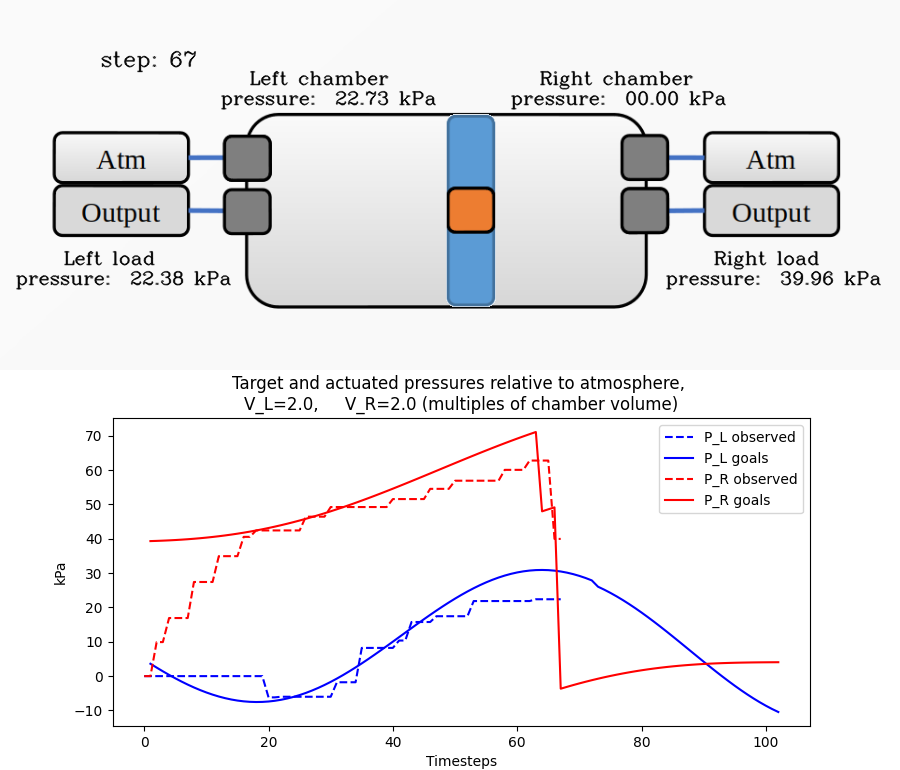 step: 67
Left chamber
pressure: 22.73 kPa
Right chamber
pressure: 00.00 kPa
Atm
Output
Atm
Output
Left load
pressure: 22.38 kPa
Right load
pressure: 39.96 kPa
Target and actuated pressures relative to atmosphere,
V_L=2.0, V_R=2.0 (multiples of chamber volume)
P_L observed
P_L goals
P_R observed
P_R goals
kPa
70
60
50
40
30
20
10
0
−10
0 20 40 60 80 100
Timesteps